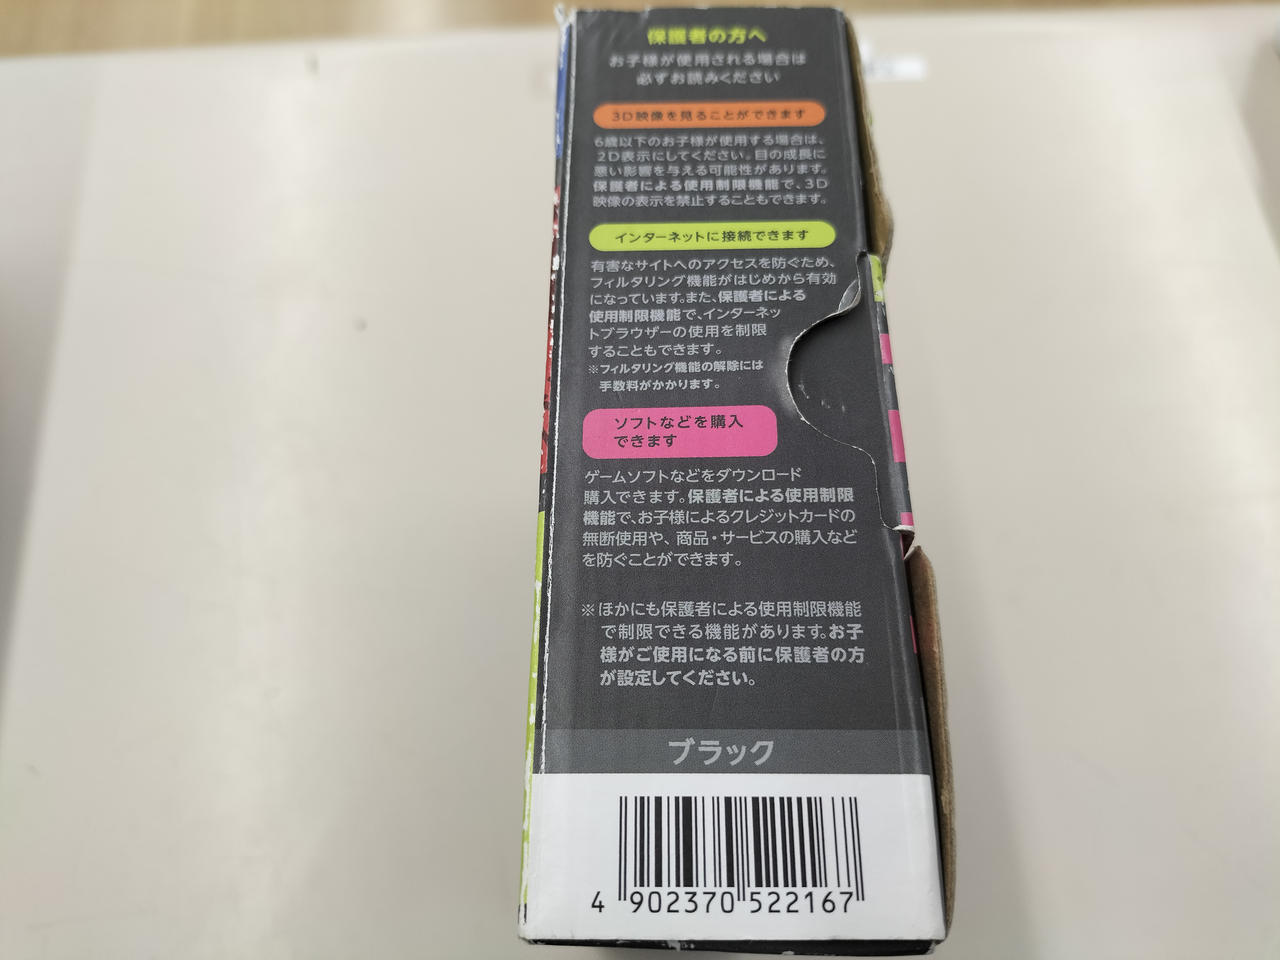 保護者の方へ
お子様が使用される場合は
必ずお読みください
3D映像を見ることができます
6歳以下のお子様が使用する場合は、
2D表示にしてください。目の成長に
悪い影響を与える可能性があります。
保護者による使用制限機能で、3D
映像の表示を禁止することもできます。
インターネットに接続できます
有害なサイトへのアクセスを防ぐため、
フィルタリング機能がはじめから有効
になっています。また、保護者による
使用制限機能で、インターネッ
トブラウザーの使用を制限
することもできます。
※フィルタリング機能の解除には
手数料がかかります。
ソフトなどを購入
できます
ゲームソフトなどをダウンロード
購入できます。保護者による使用制限
機能で、お子様によるクレジットカードの
無断使用や、商品・サービスの購入など
を防ぐことができます。
※ほかにも保護者による使用制限機能
で制限できる機能があります。お子
様がご使用になる前に保護者の方
が設定してください。
ブラック
4 902370 522167